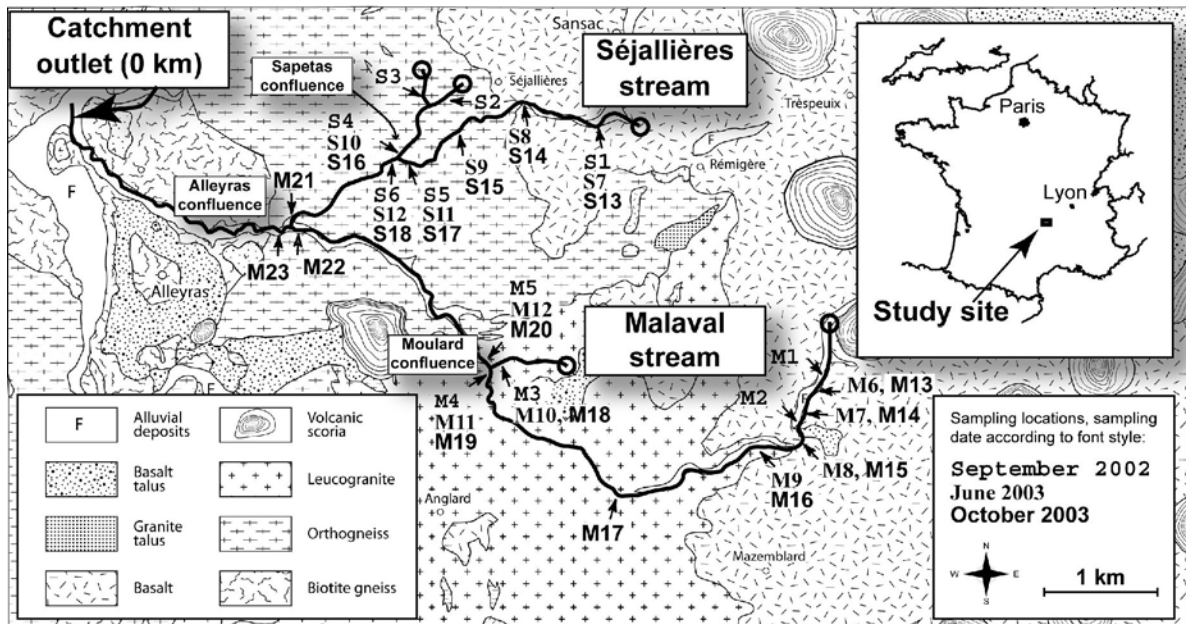 Catchment
outlet (0 km)
Sapetas
confluence
S3
S2
Séjallières
Séjallières
stream
Sansac
Trèspeuix
Rémigère
S4
S10
S16
S8
S14
S1
S7
S13
S9
S15
S6
S12
S18
S5
S11
S17
Alleyras
confluence
M21
M23
M22
F
Alleyras
F
M5
M12
M20
Moulard
confluence
Malaval
stream
M3
M10, M18
M4
M11
M19
M1
M6, M13
M2
M7, M14
M8, M15
M9
M16
M17
Anglard
Mazemblard
Paris
Lyon
Study site
F
Alluvial
deposits
Volcanic
scoria
Basalt
talus
Leucogranite
Granite
talus
Orthogneiss
Basalt
Biotite gneiss
Sampling locations, sampling
date according to font style:
September 2002
June 2003
October 2003
N
W E
S
1 km